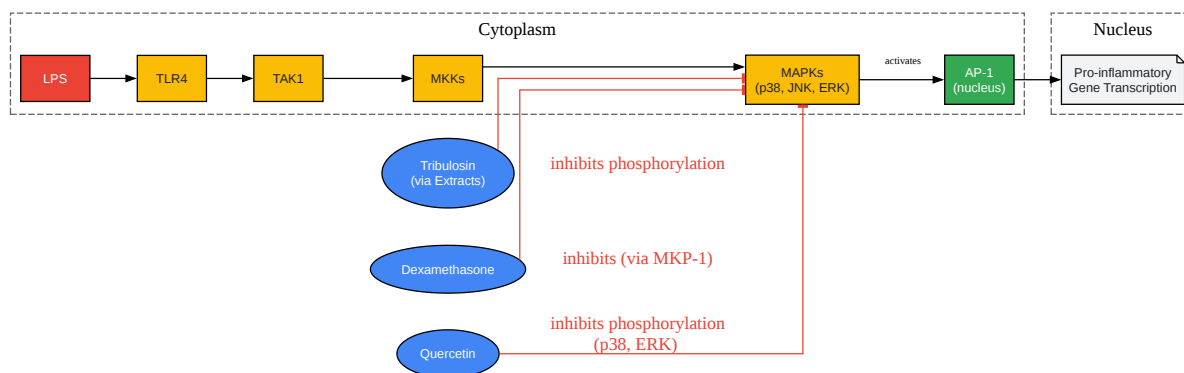 Cytoplasm
Nucleus
LPS
TLR4
TAK1
MKKs
MAPKs
(p38, JNK, ERK)
activates
AP-1
(nucleus)
Pro-inflammatory
Gene Transcription
Tribulosin
(via Extracts)
inhibits phosphorylation
Dexamethasone
inhibits (via MKP-1)
Quercetin
inhibits phosphorylation
(p38, ERK)